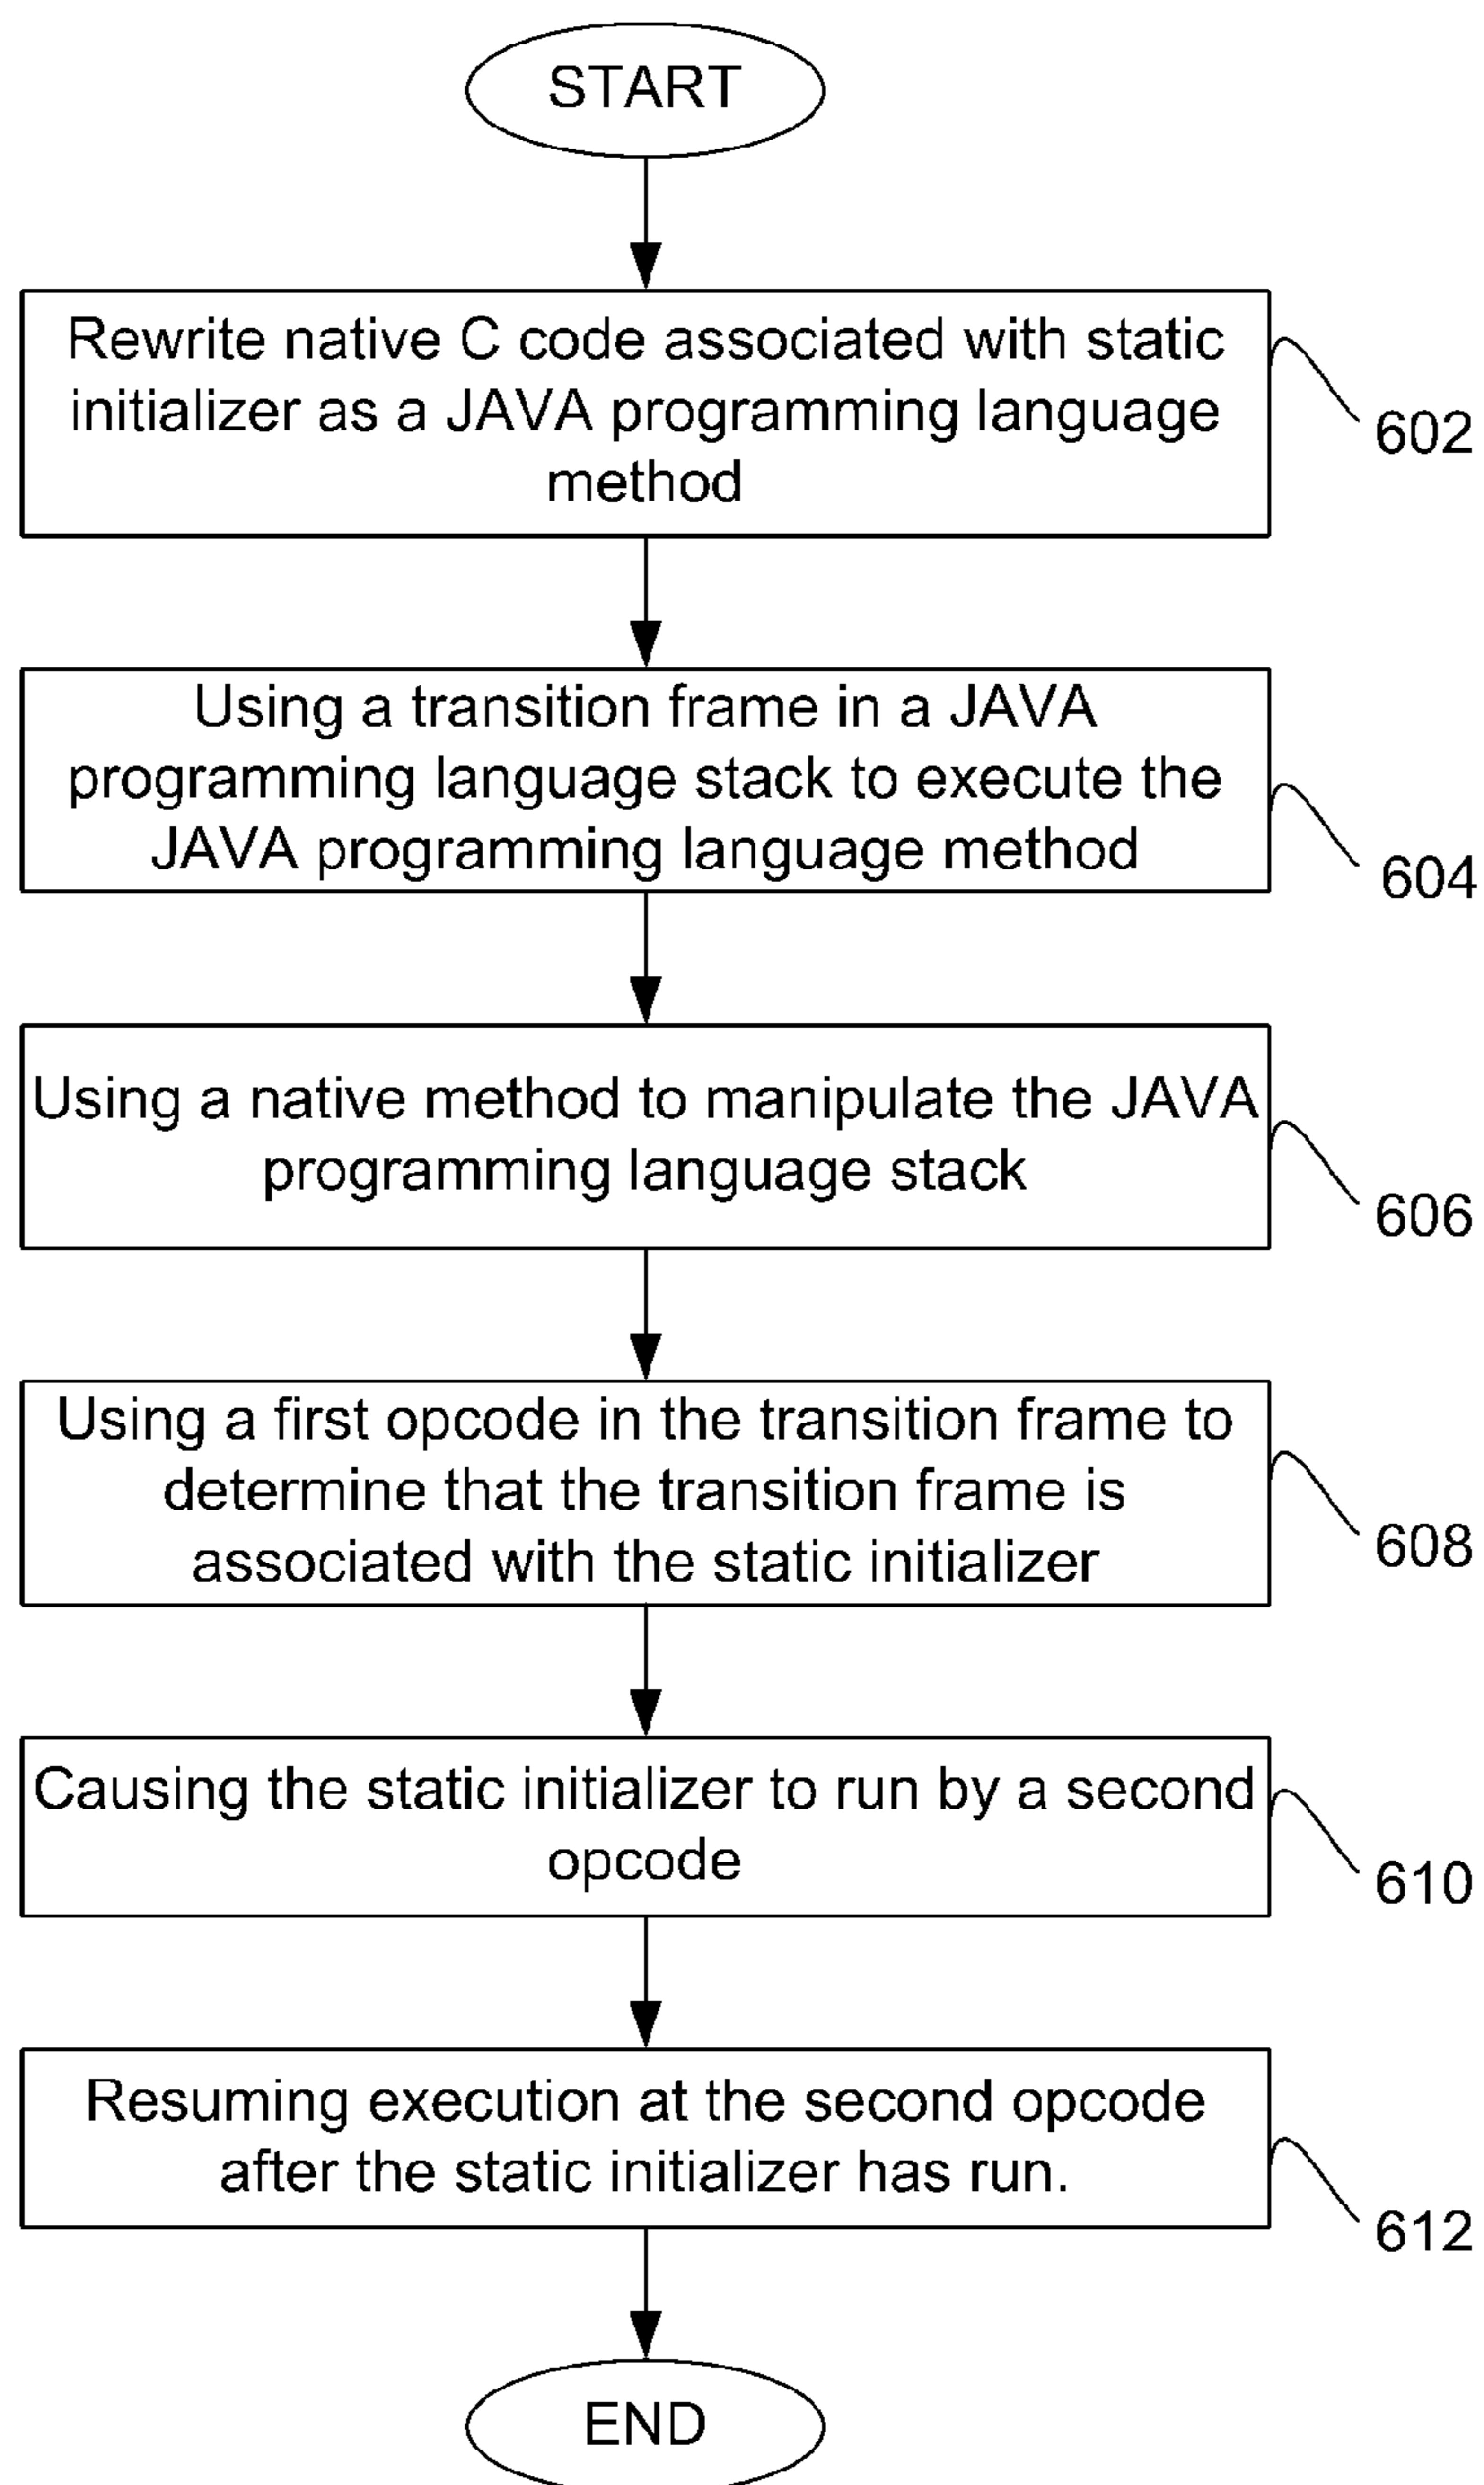 START
Rewrite native C code associated with static
initializer as a JAVA programming language
method
602
Using a transition frame in a JAVA
programming language stack to execute the
JAVA programming language method
604
Using a native method to manipulate the JAVA
programming language stack
606
Using a first opcode in the transition frame to
determine that the transition frame is
associated with the static initializer
608
Causing the static initializer to run by a second
opcode
610
Resuming execution at the second opcode
after the static initializer has run.
612
END